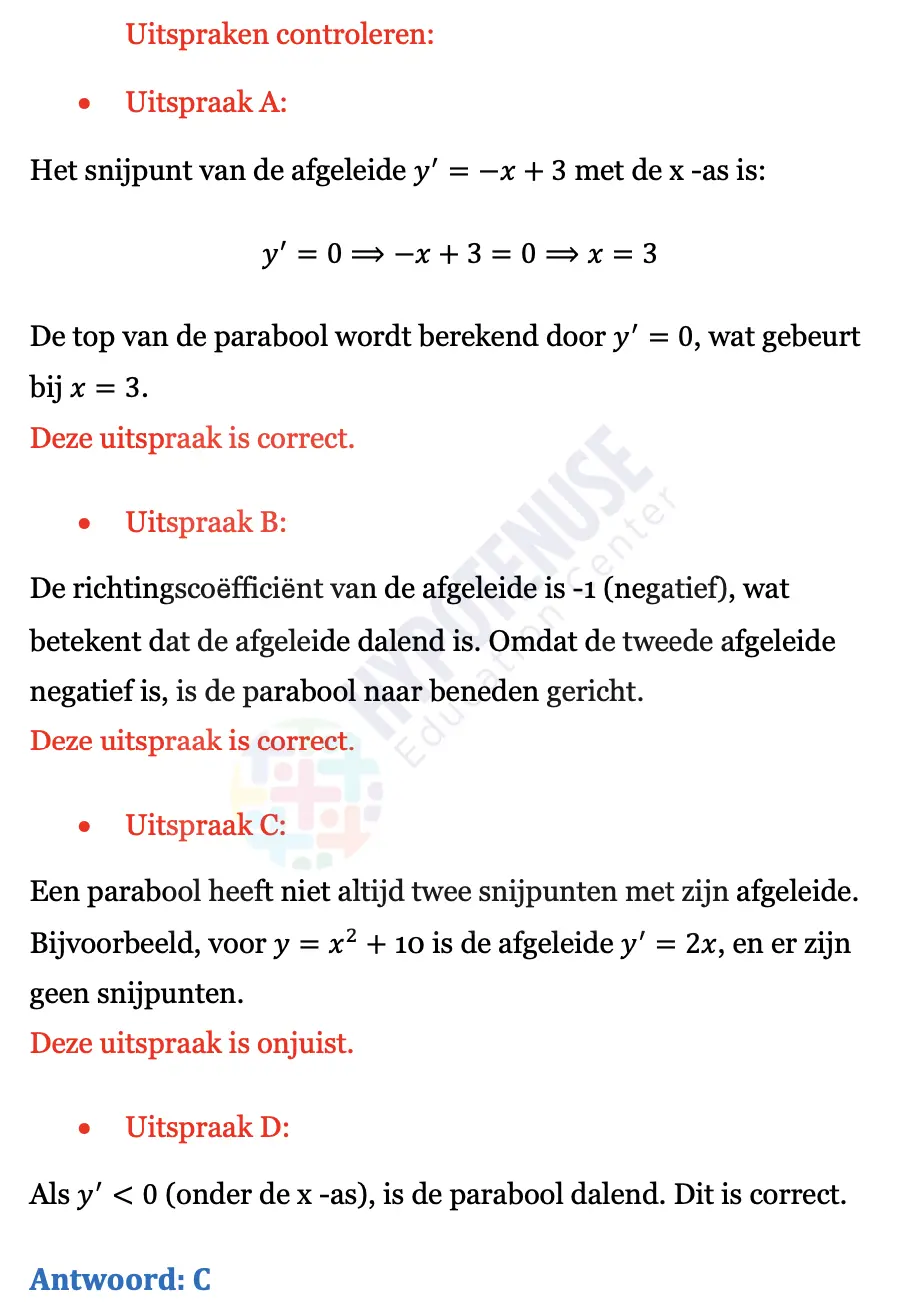 Uitspraken controleren:
• Uitspraak A:
Het snijpunt van de afgeleide y′ = −x + 3 met de x -as is:
y′ = 0 ⟹ −x + 3 = 0 ⟹ x = 3
De top van de parabool wordt berekend door y′ = 0, wat gebeurt
bij x = 3.
Deze uitspraak is correct.
• Uitspraak B:
De richtingscoëfficiënt van de afgeleide is -1 (negatief), wat
betekent dat de afgeleide dalend is. Omdat de tweede afgeleide
negatief is, is de parabool naar beneden gericht.
Deze uitspraak is correct.
• Uitspraak C:
Een parabool heeft niet altijd twee snijpunten met zijn afgeleide.
Bijvoorbeeld, voor y = x² + 10 is de afgeleide y′ = 2x, en er zijn
geen snijpunten.
Deze uitspraak is onjuist.
• Uitspraak D:
Als y′ < 0 (onder de x -as), is de parabool dalend. Dit is correct.
Antwoord: C
HYPOTENUSE
Education Center